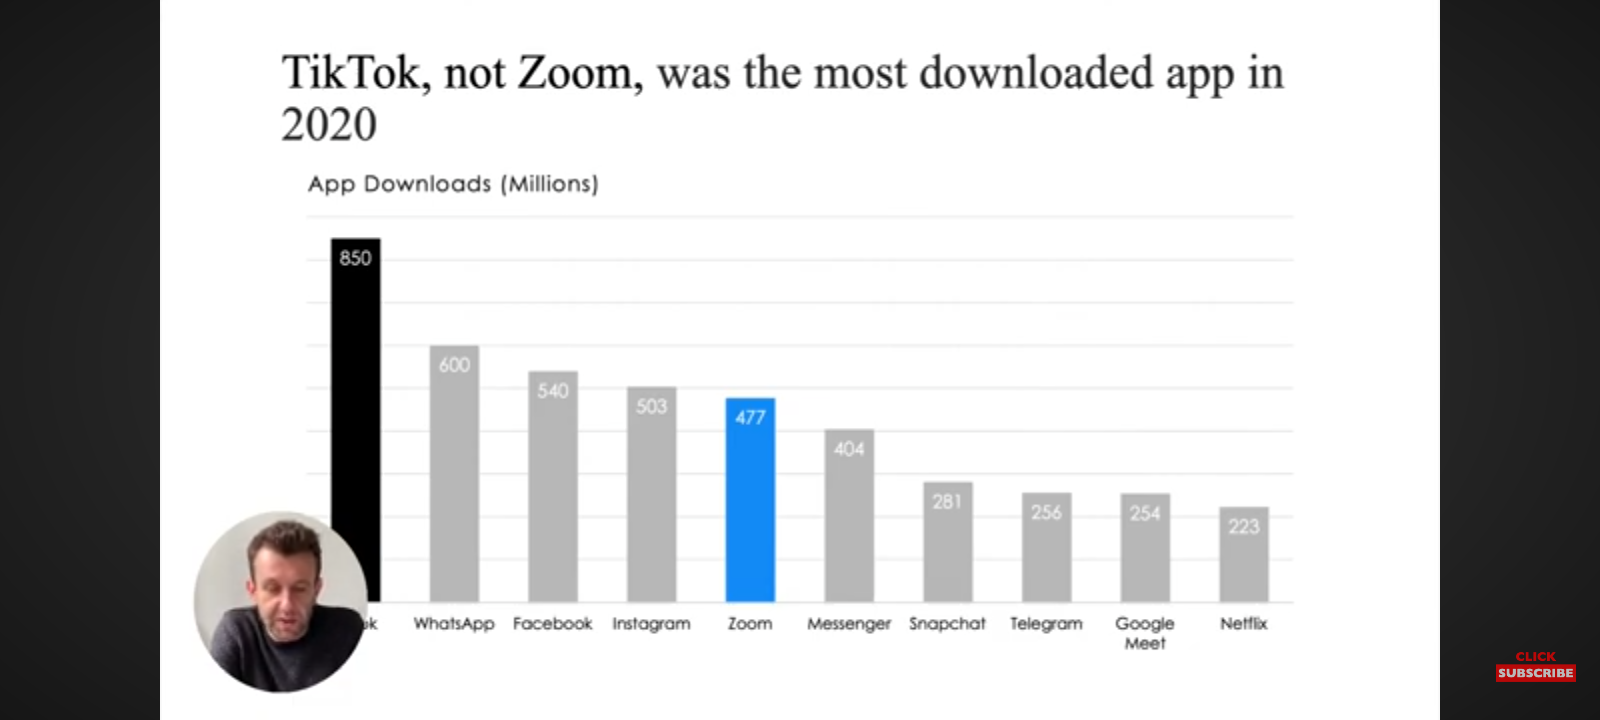 TikTok, not Zoom, was the most downloaded app in
2020
App Downloads (Millions)
850
600
540
503
477
404
281
256
254
223
ok
WhatsApp
Facebook
Instagram
Zoom
Messenger
Snapchat
Telegram
Google
Meet
Netflix
CLICK
SUBSCRIBE